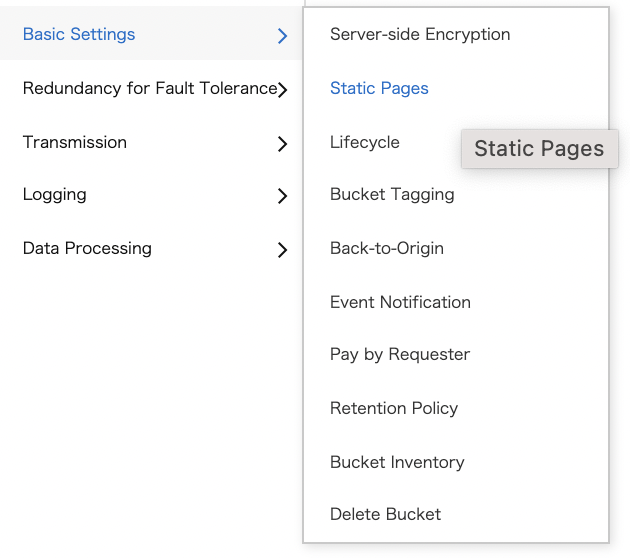 Basic Settings
Redundancy for Fault Tolerance
Transmission
Logging
Data Processing
Server-side Encryption
Static Pages
Lifecycle
Static Pages
Bucket Tagging
Back-to-Origin
Event Notification
Pay by Requester
Retention Policy
Bucket Inventory
Delete Bucket